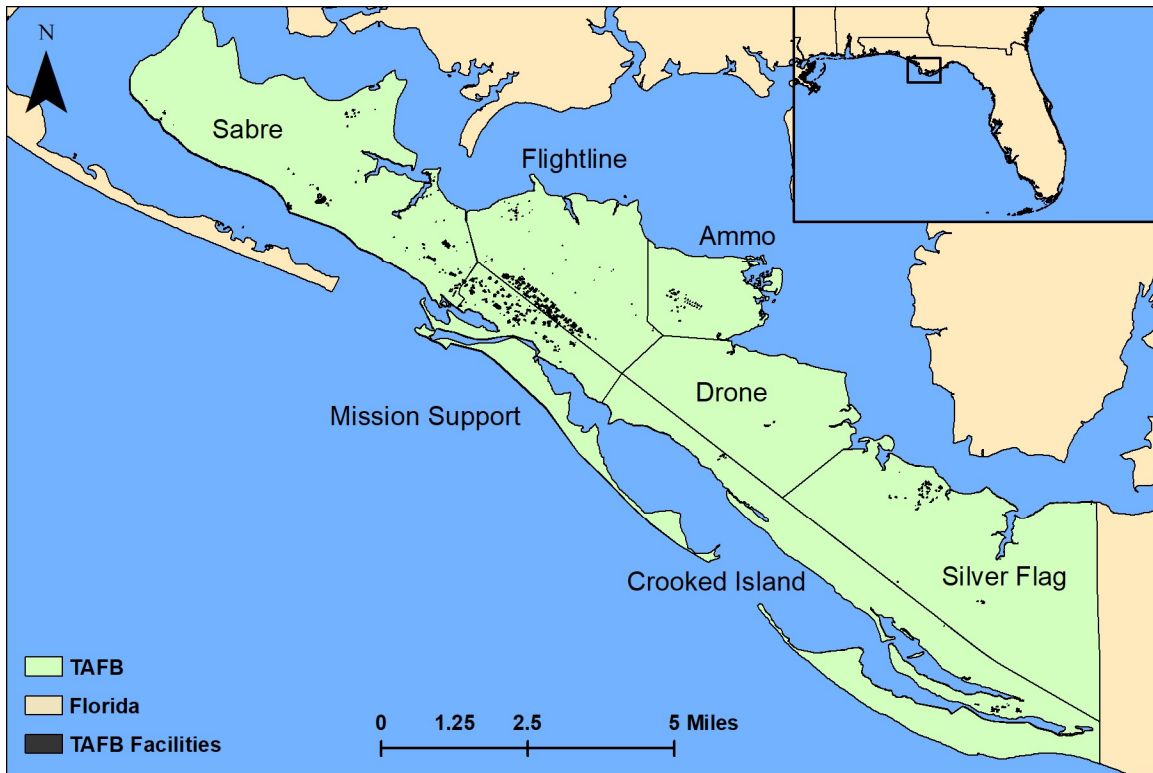 N
Sabre
Flightline
Ammo
Mission Support
Drone
Crooked Island
Silver Flag
TAFB
Florida
TAFB Facilities
0 1.25 2.5 5 Miles